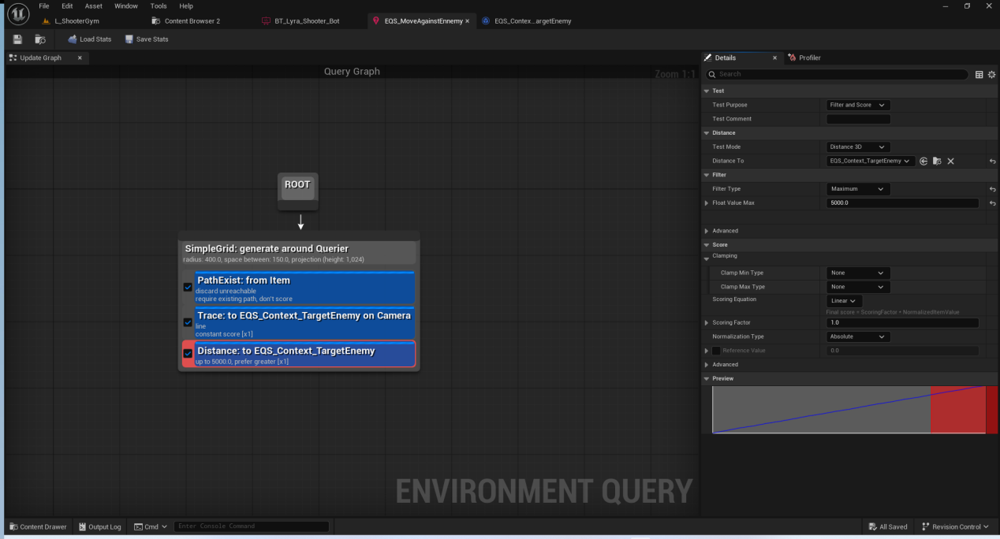 File Edit Asset Window Tools Help
L_ShooterGym Content Browser 2 BT_Lyra_Shooter_Bot EQS_MoveAgainstEnnemy EQS_Contex...argetEnemy
Load Stats Save Stats
Update Graph
Query Graph
Zoom 1:1
ROOT
SimpleGrid: generate around Querier
radius: 400.0, space between: 150.0, projection (height: 1,024)
PathExist: from Item
discard unreachable
require existing path, don't score
Trace: to EQS_Context_TargetEnemy on Camera
line
constant score [x1]
Distance: to EQS_Context_TargetEnemy
up to 5000.0, prefer greater [x1]
ENVIRONMENT QUERY
Details Profiler
Search
Test
Test Purpose Filter and Score
Test Comment
Distance
Test Mode Distance 3D
Distance To EQS_Context_TargetEnemy
Filter
Filter Type Maximum
Float Value Max 5000.0
Advanced
Score
Clamping
Clamp Min Type None
Clamp Max Type None
Scoring Equation Linear
Final score = ScoringFactor * NormalizedItemValue
Scoring Factor 1.0
Normalization Type Absolute
Reference Value 0.0
Advanced
Preview
Content Drawer Output Log Cmd Enter Console Command All Saved Revision Control